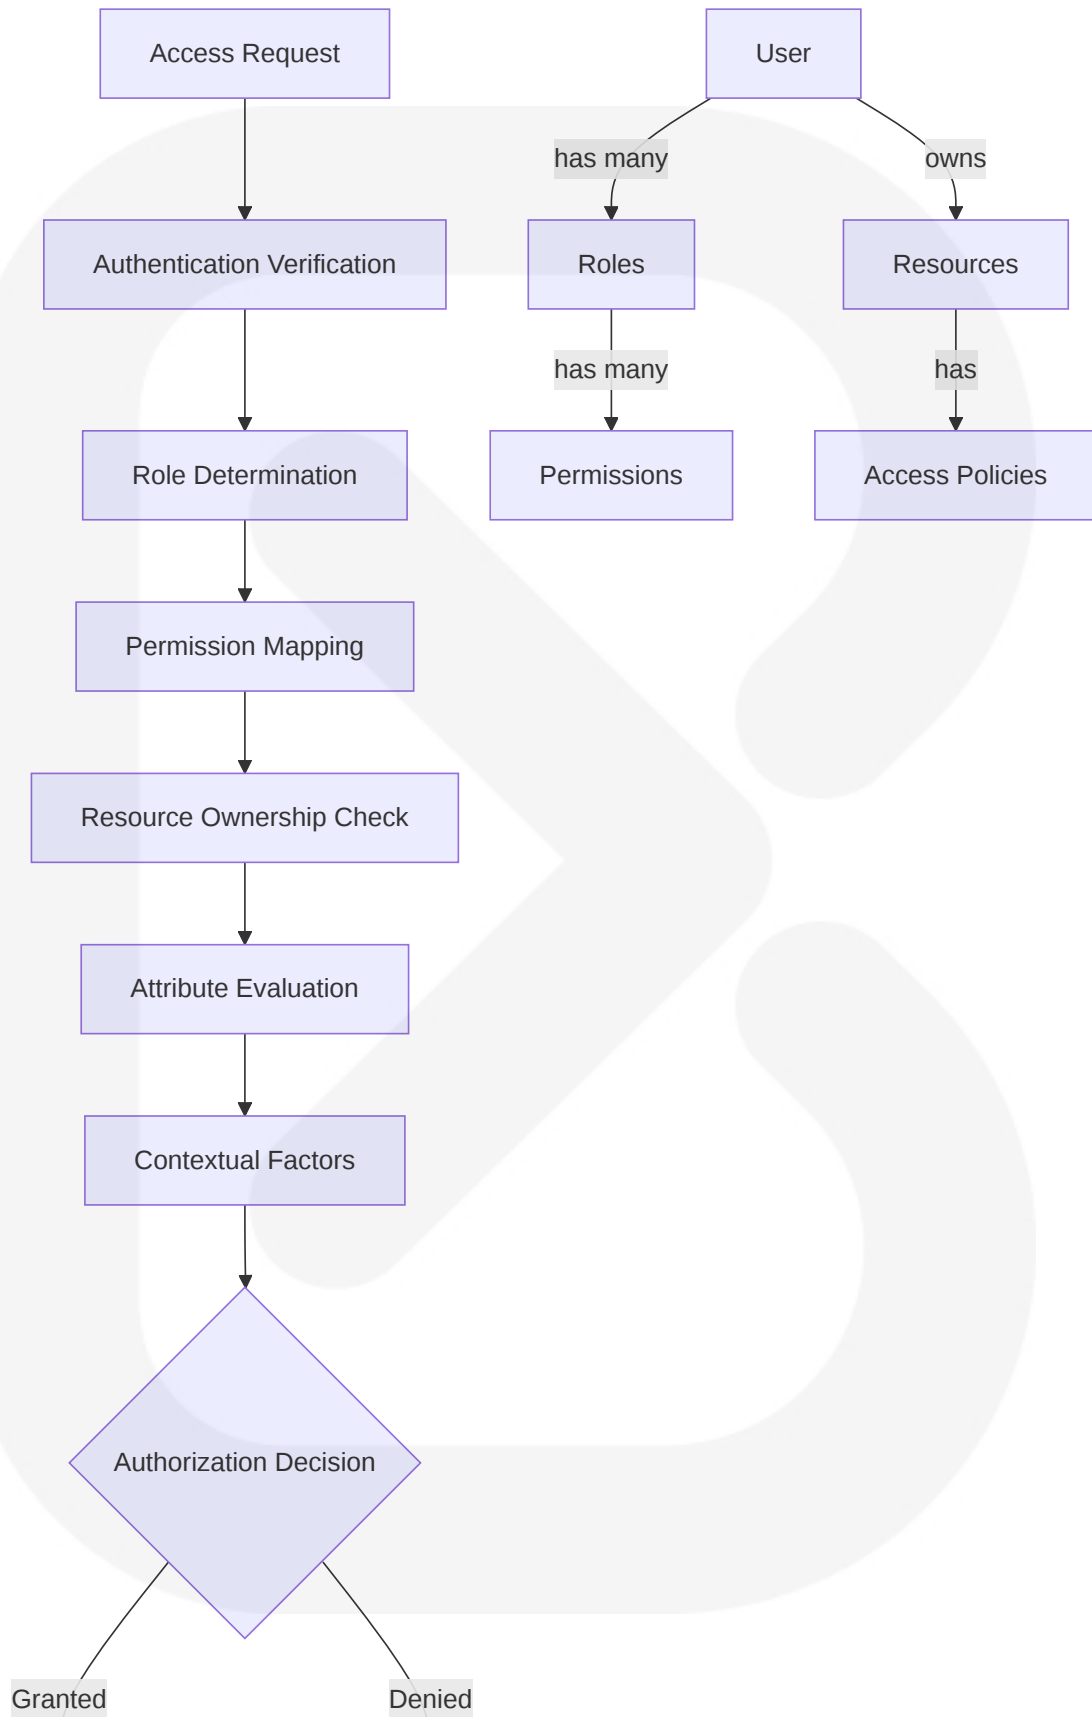 Access Request
User
has many
owns
Authentication Verification
Roles
Resources
has many
has
Role Determination
Permissions
Access Policies
Permission Mapping
Resource Ownership Check
Attribute Evaluation
Contextual Factors
Authorization Decision
Granted
Denied